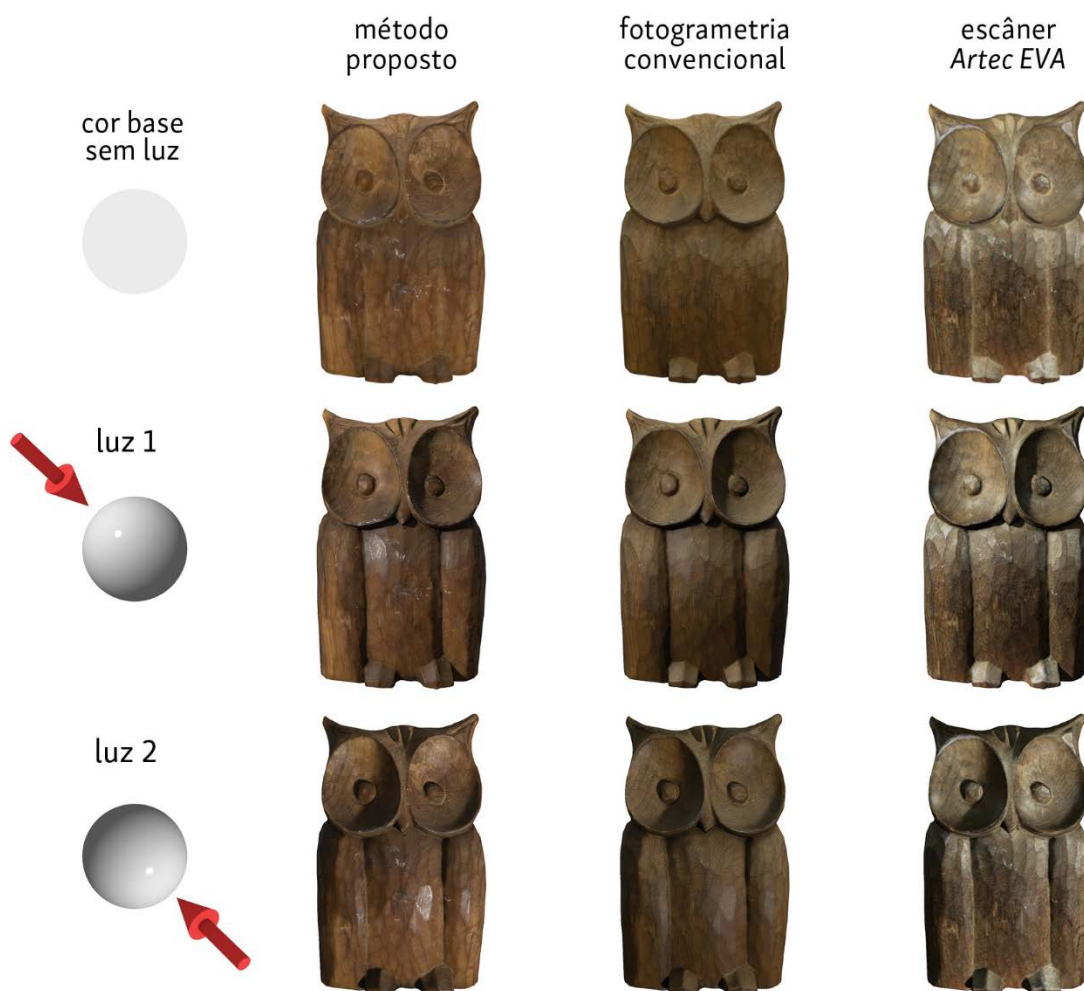 método
proposto
fotogrametria
convencional
escâner
Artec EVA
cor base
sem luz
luz 1
luz 2